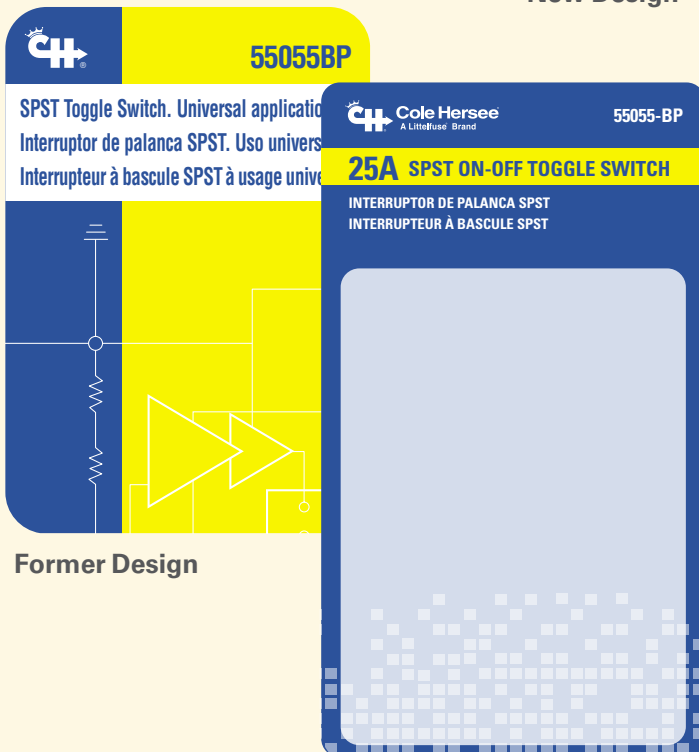 New Design
CH®
55055BP
SPST Toggle Switch. Universal applicatio
Interruptor de palanca SPST. Uso univers
Interrupteur à bascule SPST à usage unive
Former Design
CH Cole Hersee
A Littelfuse Brand
55055-BP
25A SPST ON-OFF TOGGLE SWITCH
INTERRUPTOR DE PALANCA SPST
INTERRUPTEUR À BASCULE SPST